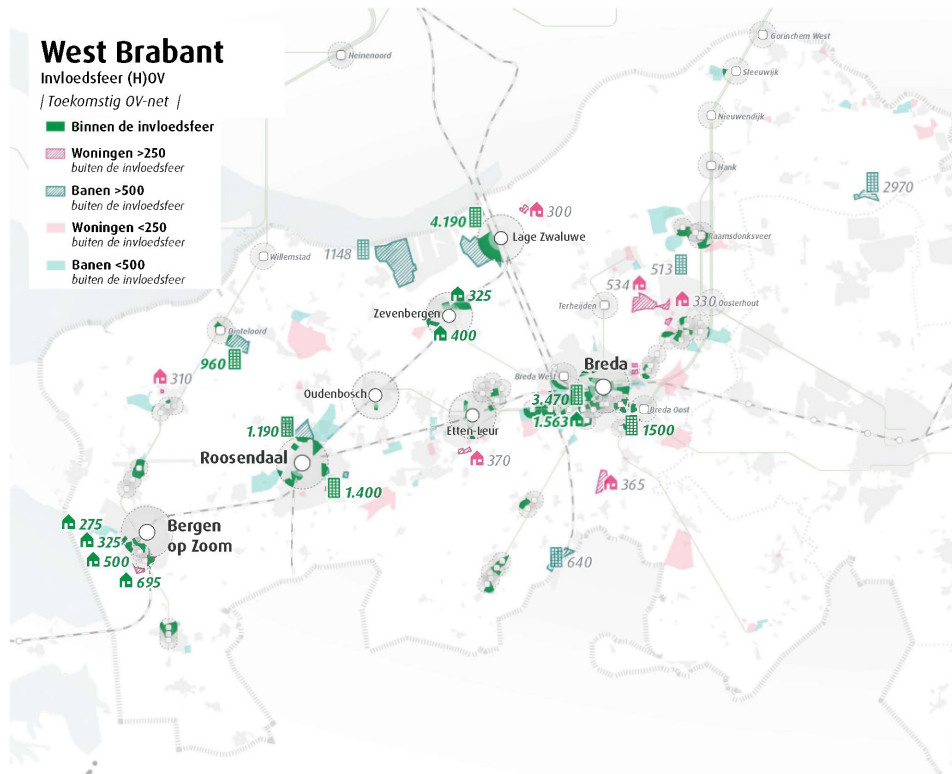 West Brabant
Invloedsfeer (H)OV
| Toekomstig OV-net |
Binnen de invloedsfeer
Woningen >250
buiten de invloedsfeer
Banen >500
buiten de invloedsfeer
Woningen <250
buiten de invloedsfeer
Banen <500
buiten de invloedsfeer
Heinenoord
Gorinchem West
Sleeuwijk
Nieuwendijk
Hank
2970
300
4.190
Lage Zwaluwe
Raamsdonksveer
1148
Willemstad
513
534
325
330
Oosterhout
Terheijden
Zevenbergen
400
Dinteloord
960
Breda
310
Breda West
Oudenbosch
3.470
Breda Oost
1.563
1500
1.190
Etten-Leur
Roosendaal
370
365
1.400
275
Bergen
op Zoom
325
500
640
695